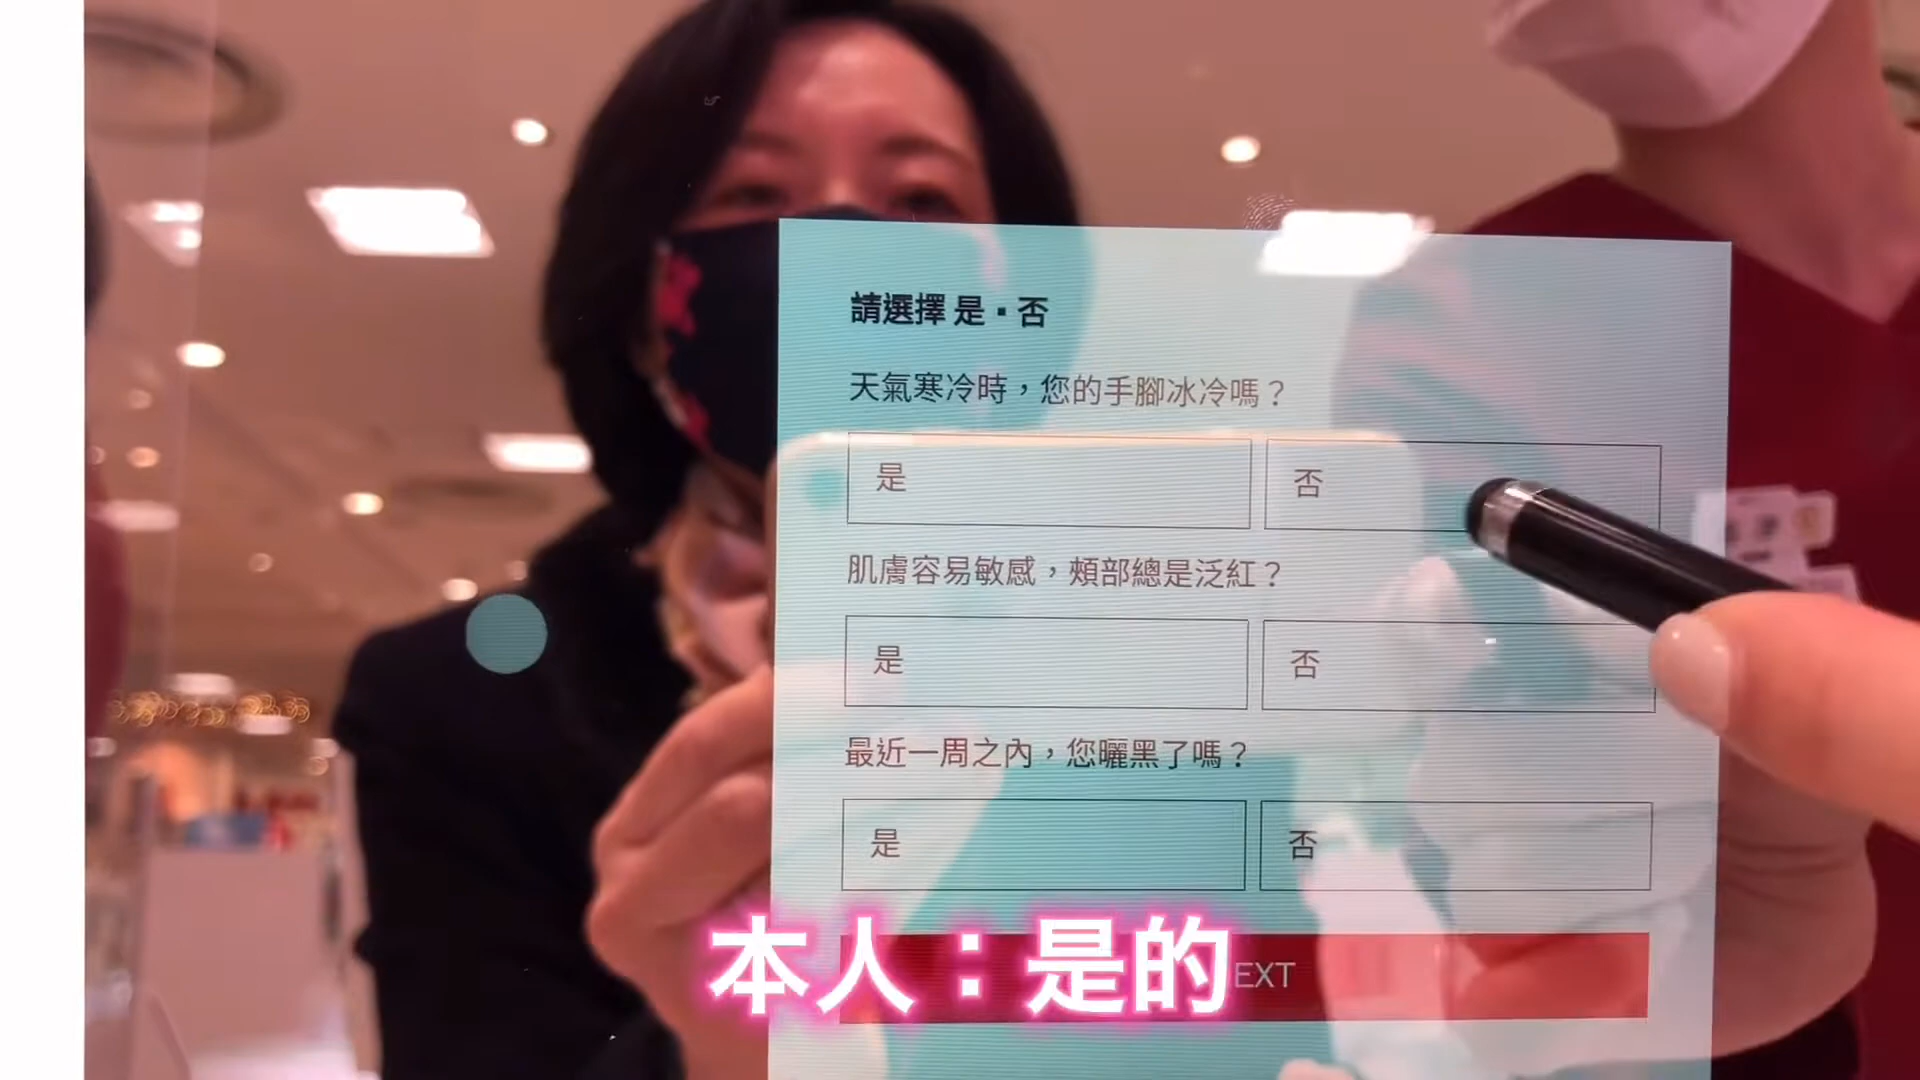 請選擇 是▪否
天氣寒冷時，您的手腳冰冷嗎？
是
否
肌膚容易敏感，頰部總是泛紅？
是
否
最近一周之內，您曬黑了嗎？
是
否
EXT
本人：是的